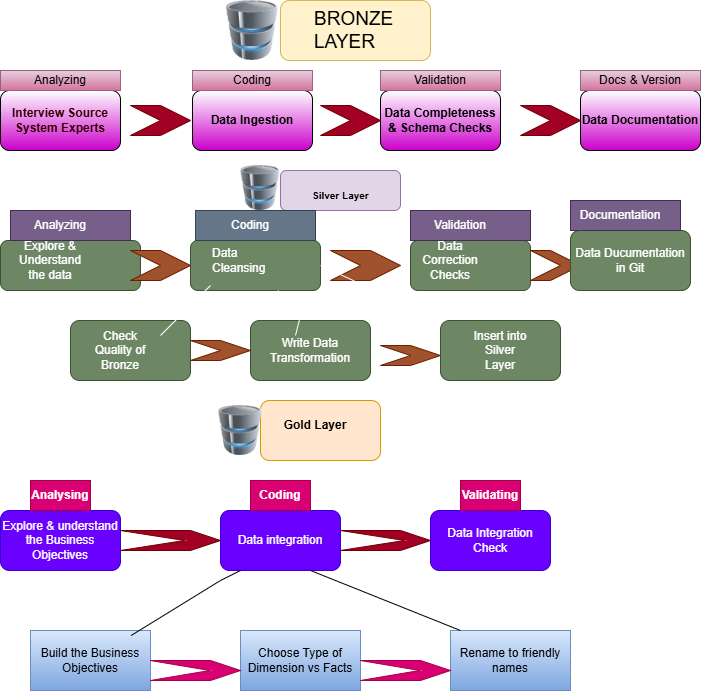 BRONZE
LAYER
Analyzing
Coding
Validation
Docs & Version
Interview Source
System Experts
Data Ingestion
Data Completeness
& Schema Checks
Data Documentation
Silver Layer
Analyzing
Coding
Validation
Documentation
Explore &
Understand
the data
Data
Cleansing
Data
Correction
Checks
Data Ducumentation
in Git
Check
Quality of
Bronze
Write Data
Transformation
Insert into
Silver
Layer
Gold Layer
Analysing
Coding
Validating
Explore & understand
the Business
Objectives
Data integration
Data Integration
Check
Build the Business
Objectives
Choose Type of
Dimension vs Facts
Rename to friendly
names